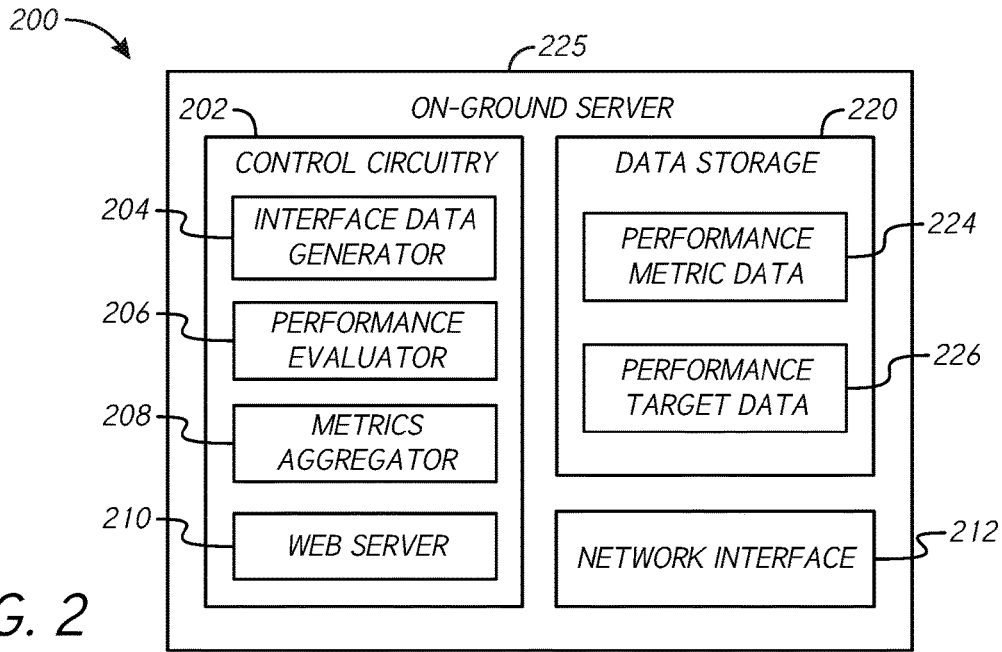 200
225
ON-GROUND SERVER
202
220
CONTROL CIRCUITRY
DATA STORAGE
204
INTERFACE DATA
GENERATOR
PERFORMANCE
METRIC DATA
224
206
PERFORMANCE
EVALUATOR
PERFORMANCE
TARGET DATA
226
208
METRICS
AGGREGATOR
210
WEB SERVER
NETWORK INTERFACE
212
G. 2